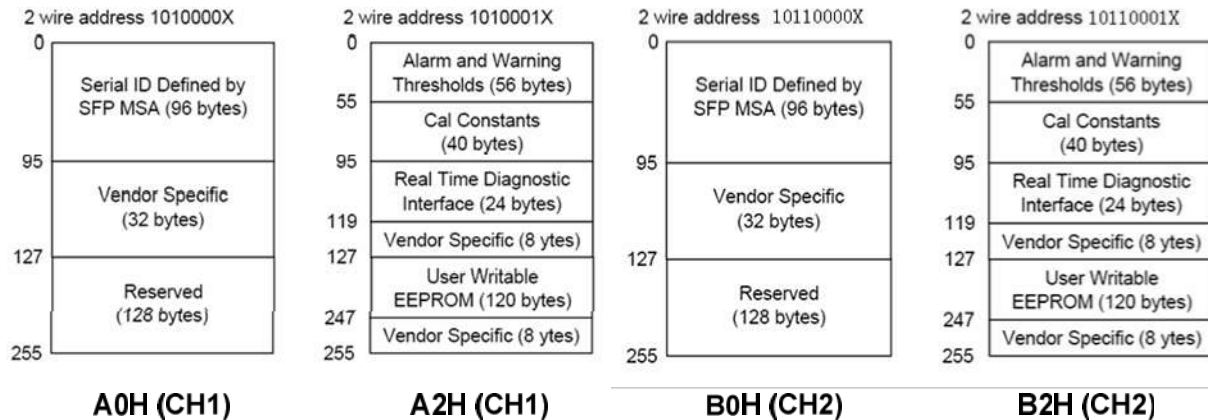 2 wire address 1010000X
0
Serial ID Defined by
SFP MSA (96 bytes)
95
Vendor Specific
(32 bytes)
127
Reserved
(128 bytes)
255
A0H (CH1)
2 wire address 1010001X
0
Alarm and Warning
Thresholds (56 bytes)
55
Cal Constants
(40 bytes)
95
Real Time Diagnostic
Interface (24 bytes)
119
Vendor Specific (8 ytes)
127
User Writable
EEPROM (120 bytes)
247
Vendor Specific (8 ytes)
255
A2H (CH1)
2 wire address 10110000X
0
Serial ID Defined by
SFP MSA (96 bytes)
95
Vendor Specific
(32 bytes)
127
Reserved
(128 bytes)
255
B0H (CH2)
2 wire address 10110001X
0
Alarm and Warning
Thresholds (56 bytes)
55
Cal Constants
(40 bytes)
95
Real Time Diagnostic
Interface (24 bytes)
119
Vendor Specific (8 ytes)
127
User Writable
EEPROM (120 bytes)
247
Vendor Specific (8 ytes)
255
B2H (CH2)